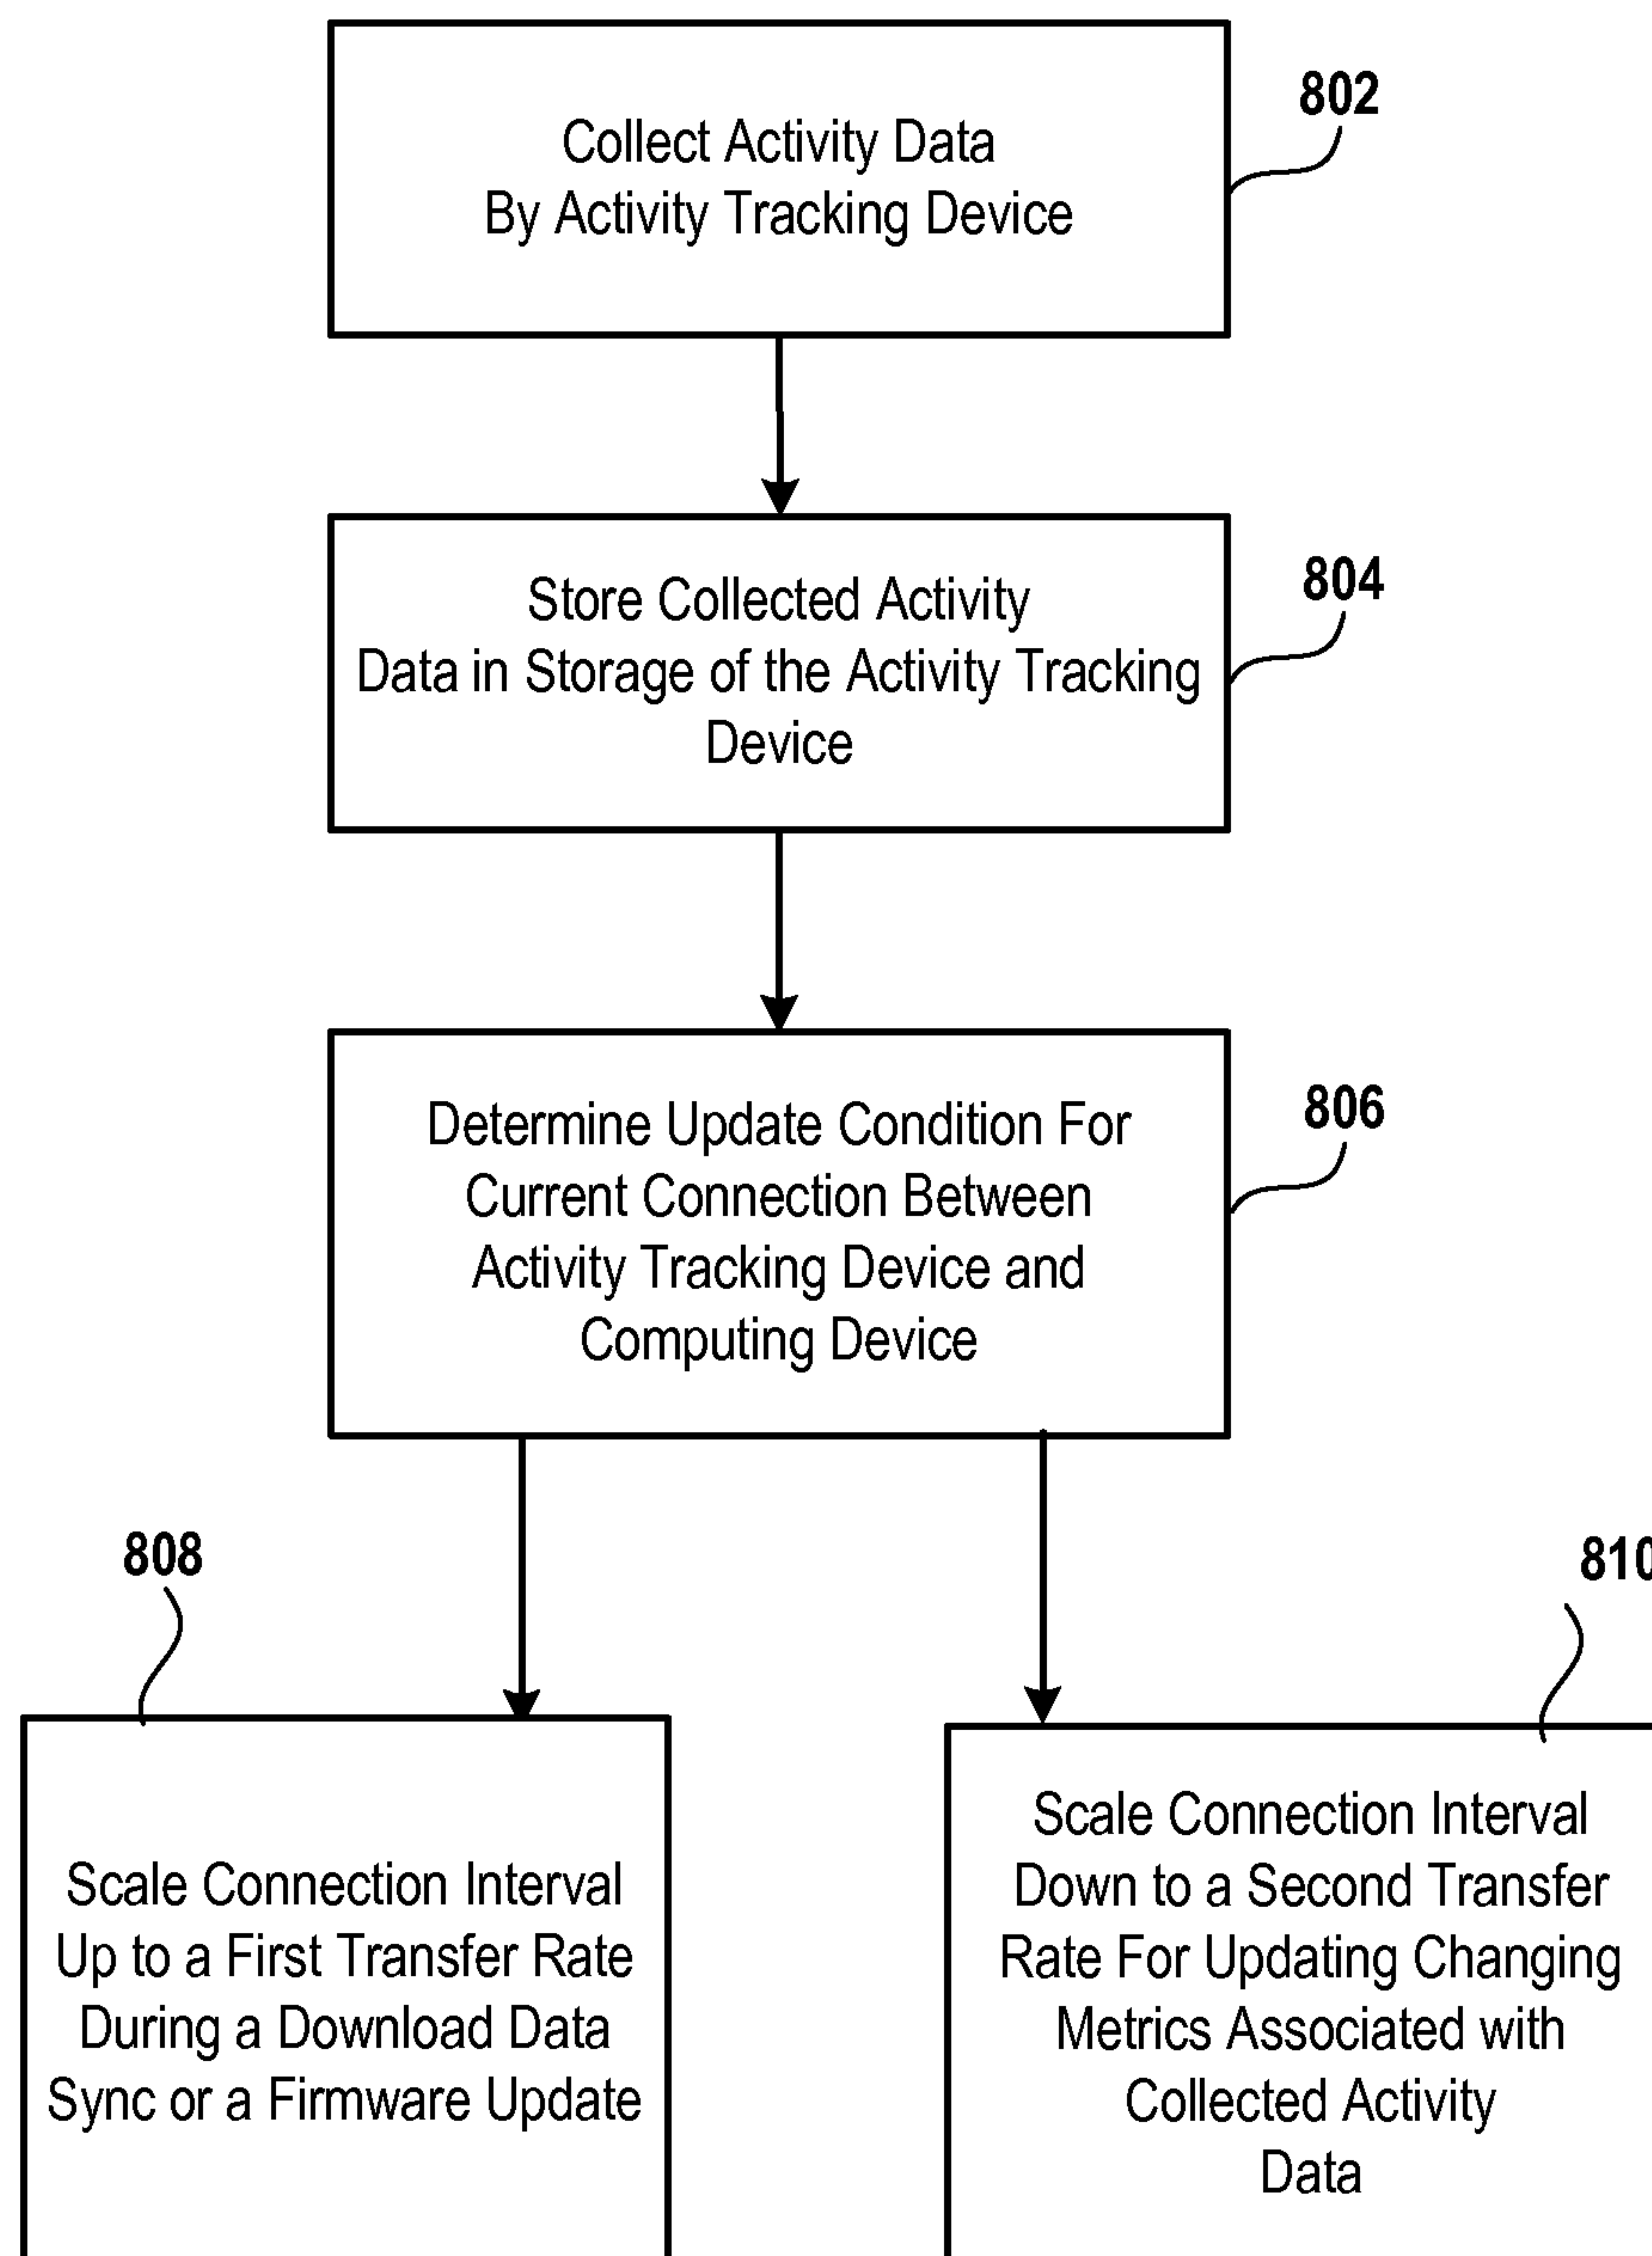 802
Collect Activity Data
By Activity Tracking Device
804
Store Collected Activity
Data in Storage of the Activity Tracking
Device
806
Determine Update Condition For
Current Connection Between
Activity Tracking Device and
Computing Device
808
810
Scale Connection Interval
Up to a First Transfer Rate
During a Download Data
Sync or a Firmware Update
Scale Connection Interval
Down to a Second Transfer
Rate For Updating Changing
Metrics Associated with
Collected Activity
Data